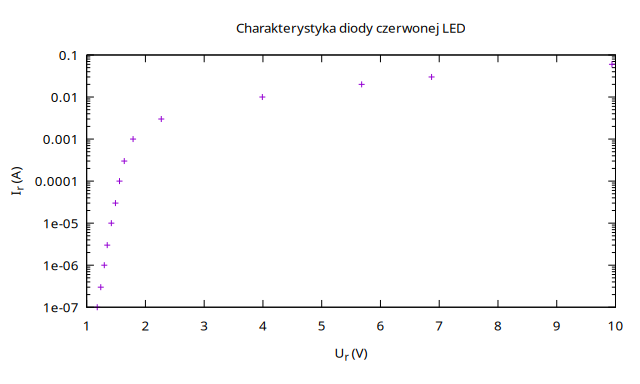 Charakterystyka diody czerwonej LED
0.1
0.01
0.001
0.0001
1e-05
1e-06
1e-07
I_r (A)
1 2 3 4 5 6 7 8 9 10
U_r (V)